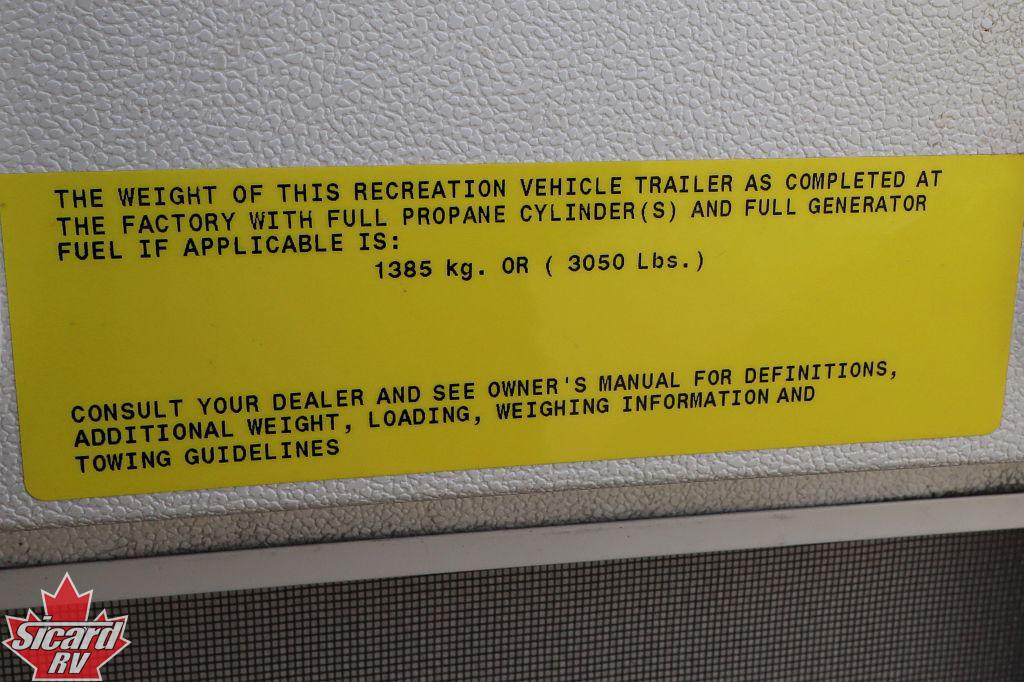 THE WEIGHT OF THIS RECREATION VEHICLE TRAILER AS COMPLETED AT
THE FACTORY WITH FULL PROPANE CYLINDER(S) AND FULL GENERATOR
FUEL IF APPLICABLE IS:
1385 kg. OR ( 3050 Lbs.)
CONSULT YOUR DEALER AND SEE OWNER'S MANUAL FOR DEFINITIONS,
ADDITIONAL WEIGHT, LOADING, WEIGHING INFORMATION AND
TOWING GUIDELINES
Sicard
RV